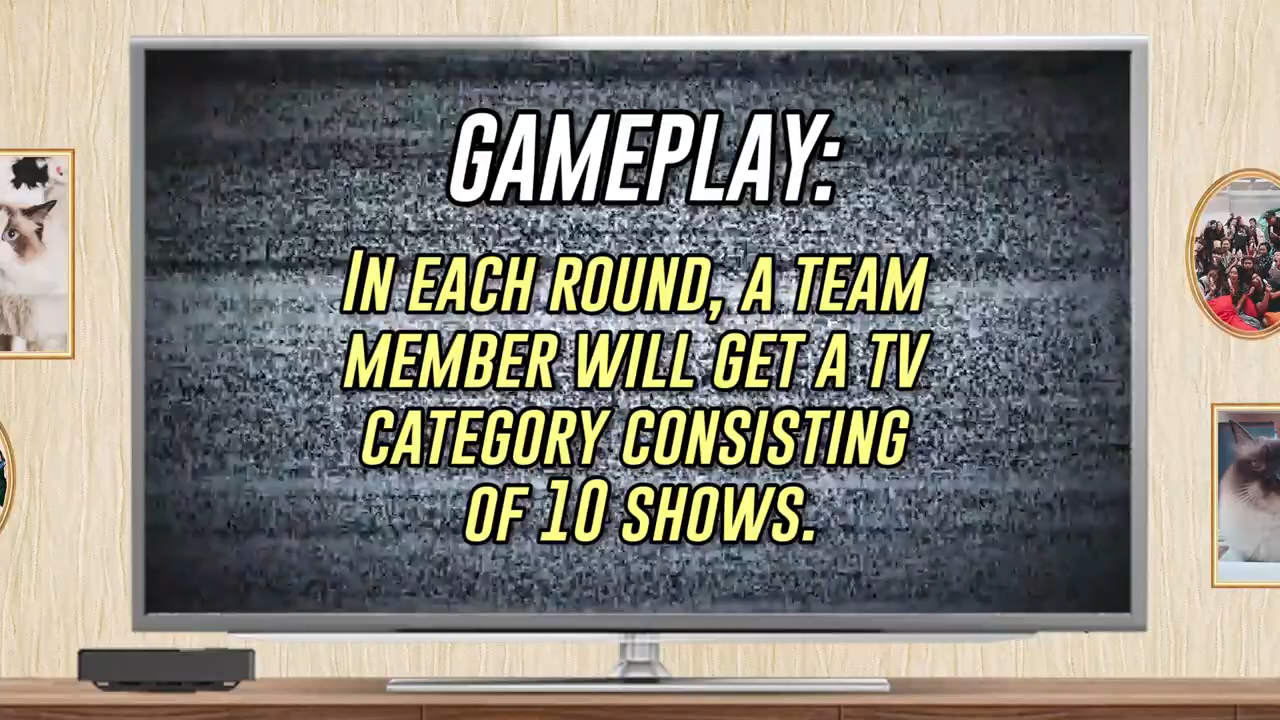 GAMEPLAY:
IN EACH ROUND, A TEAM
MEMBER WILL GET A TV
CATEGORY CONSISTING
OF 10 SHOWS.